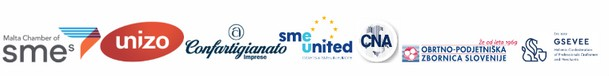 Malta Chamber of
smes
unizo
Confartigianato
Imprese
sme
united
CNA
že od leta 1969
OBRTNO-PODJETNIŠKA
ZBORNICA SLOVENIJE
GSEVEE